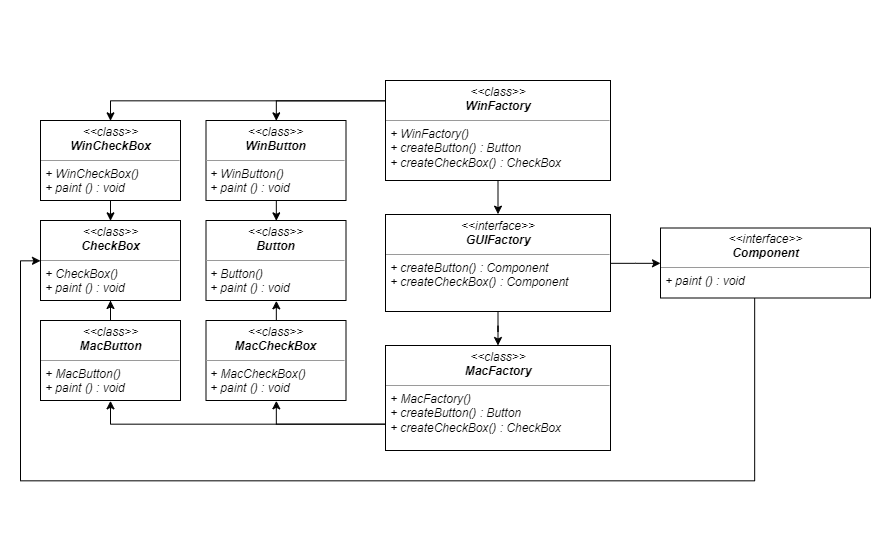 <<class>>
WinFactory
+ WinFactory()
+ createButton() : Button
+ createCheckBox() : CheckBox
<<class>>
WinCheckBox
+ WinCheckBox()
+ paint () : void
<<class>>
WinButton
+ WinButton()
+ paint () : void
<<class>>
CheckBox
+ CheckBox()
+ paint () : void
<<class>>
Button
+ Button()
+ paint () : void
<<interface>>
GUIFactory
+ createButton() : Component
+ createCheckBox() : Component
<<interface>>
Component
+ paint () : void
<<class>>
MacButton
+ MacButton()
+ paint () : void
<<class>>
MacCheckBox
+ MacCheckBox()
+ paint () : void
<<class>>
MacFactory
+ MacFactory()
+ createButton() : Button
+ createCheckBox() : CheckBox